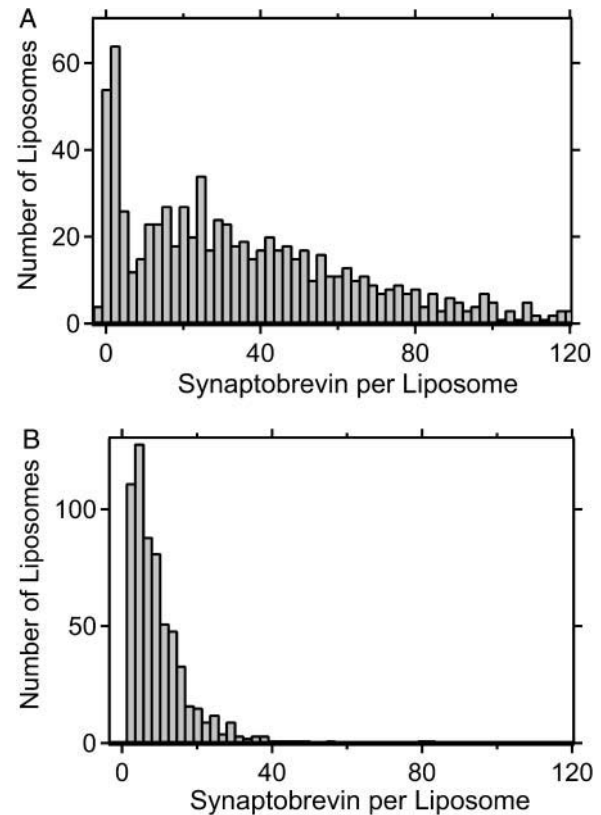 A
Number of Liposomes
60
40
20
0
0 40 80 120
Synaptobrevin per Liposome
B
Number of Liposomes
100
50
0
0 40 80 120
Synaptobrevin per Liposome